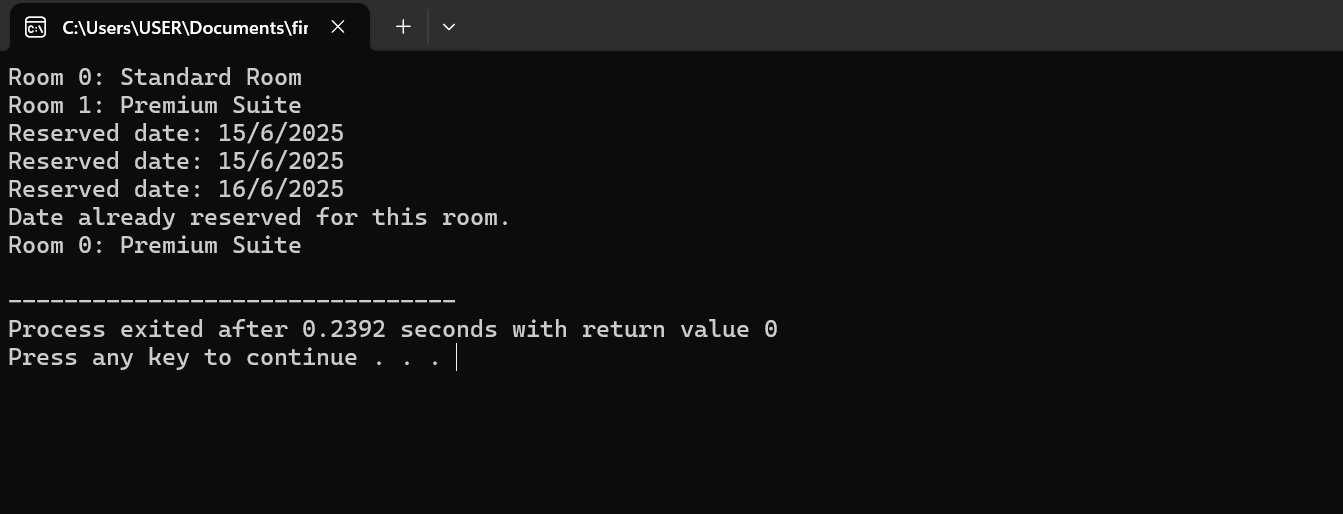 C:\Users\USER\Documents\fir
Room 0: Standard Room
Room 1: Premium Suite
Reserved date: 15/6/2025
Reserved date: 15/6/2025
Reserved date: 16/6/2025
Date already reserved for this room.
Room 0: Premium Suite
--------------------------------
Process exited after 0.2392 seconds with return value 0
Press any key to continue . . .